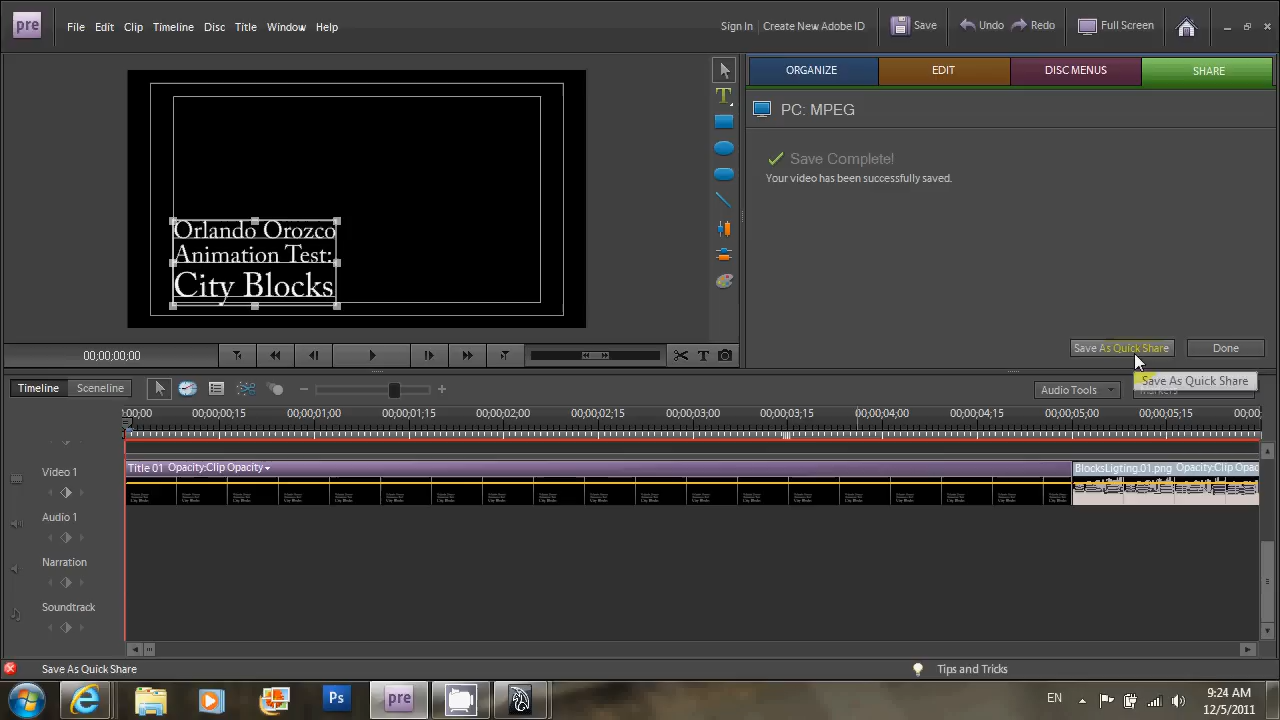 pre
File Edit Clip Timeline Disc Title Window Help
Sign In Create New Adobe ID Save Undo Redo Full Screen
ORGANIZE EDIT DISC MENUS SHARE
PC: MPEG
Save Complete!
Your video has been successfully saved.
Orlando Orozco
Animation Test:
City Blocks
T
Save As Quick Share Done
00;00;00;00
T
Save As Quick Share
Timeline Sceneline
Audio Tools
00;00 00;00;00;15 00;00;01;00 00;00;01;15 00;00;02;00 00;00;02;15 00;00;03;00 00;00;03;15 00;00;04;00 00;00;04;15 00;00;05;00 00;00;05;15 00;00
Video 1
Title 01 Opacity:Clip Opacity
BlocksLigting.01.png Opacity:Clip Opac
Audio 1
Narration
Soundtrack
Save As Quick Share
Tips and Tricks
Ps
pre
EN
9:24 AM
12/5/2011